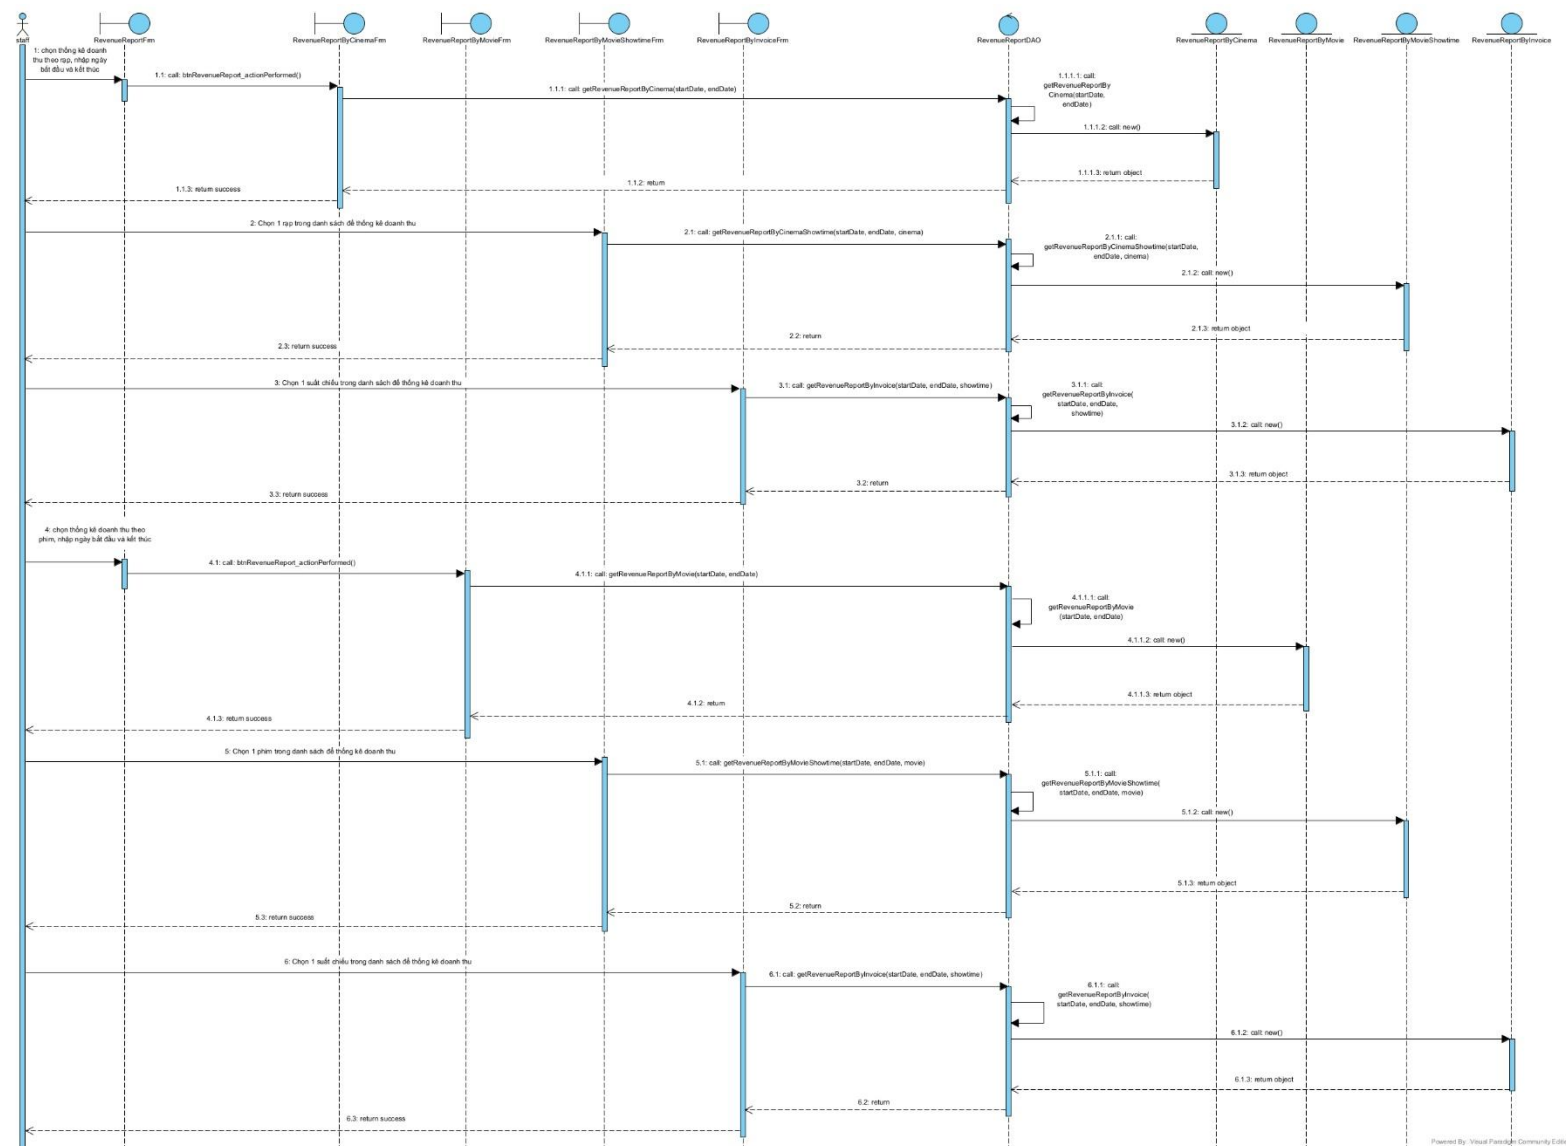 staff
RevenueReportFrm
RevenueReportByCinemaFrm
RevenueReportByMovieFrm
RevenueReportByMovieShowtimeFrm
RevenueReportByInvoiceFrm
RevenueReportDAO
RevenueReportByCinema
RevenueReportByMovie
RevenueReportByMovieShowtime
RevenueReportByInvoice
1: chọn thống kê doanh
thu theo rạp, nhập ngày
bắt đầu và kết thúc
1.1: call: btnRevenueReport_actionPerformed()
1.1.1: call: getRevenueReportByCinema(startDate, endDate)
1.1.1.1: call:
getRevenueReportBy
Cinema(startDate,
endDate)
1.1.1.2: call: new()
1.1.1.3: return object
1.1.2: return
1.1.3: return success
2: Chọn 1 rạp trong danh sách để thống kê doanh thu
2.1: call: getRevenueReportByCinemaShowtime(startDate, endDate, cinema)
2.1.1: call:
getRevenueReportByCinemaShowtime(startDate,
endDate, cinema)
2.1.2: call: new()
2.1.3: return object
2.2: return
2.3: return success
3: Chọn 1 suất chiếu trong danh sách để thống kê doanh thu
3.1: call: getRevenueReportByInvoice(startDate, endDate, showtime)
3.1.1: call:
getRevenueReportByInvoice(
startDate, endDate,
showtime)
3.1.2: call: new()
3.1.3: return object
3.2: return
3.3: return success
4: chọn thống kê doanh thu theo
phim, nhập ngày bắt đầu và kết thúc
4.1: call: btnRevenueReport_actionPerformed()
4.1.1: call: getRevenueReportByMovie(startDate, endDate)
4.1.1.1: call:
getRevenueReportByMovie
(startDate, endDate)
4.1.1.2: call: new()
4.1.1.3: return object
4.1.2: return
4.1.3: return success
5: Chọn 1 phim trong danh sách để thống kê doanh thu
5.1: call: getRevenueReportByMovieShowtime(startDate, endDate, movie)
5.1.1: call:
getRevenueReportByMovieShowtime(
startDate, endDate, movie)
5.1.2: call: new()
5.1.3: return object
5.2: return
5.3: return success
6: Chọn 1 suất chiếu trong danh sách để thống kê doanh thu
6.1: call: getRevenueReportByInvoice(startDate, endDate, showtime)
6.1.1: call:
getRevenueReportByInvoice(
startDate, endDate, showtime)
6.1.2: call: new()
6.1.3: return object
6.2: return
6.3: return success
Powered By: Visual Paradigm Community Editi